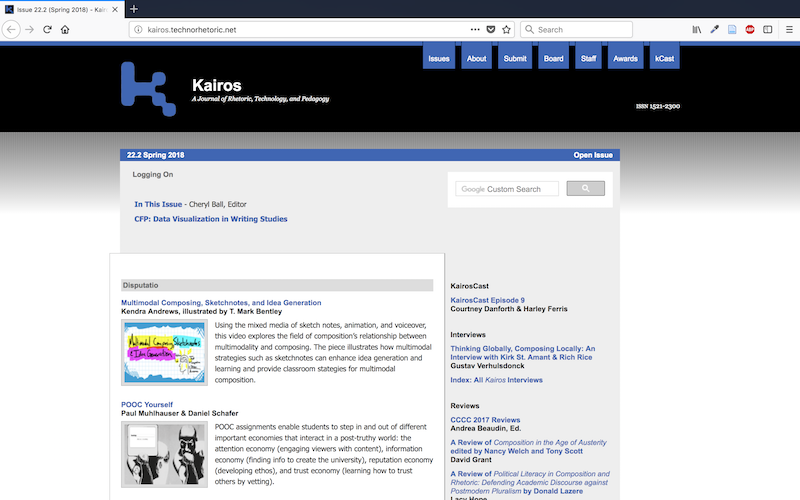 Issue 22.2 (Spring 2018) - Kair
kairos.technorhetoric.net
Search
Issues
About
Submit
Board
Staff
Awards
kCast
Kairos
A Journal of Rhetoric, Technology, and Pedagogy
ISSN 1521-2300
22.2 Spring 2018
Open Issue
Logging On
In This Issue - Cheryl Ball, Editor
CFP: Data Visualization in Writing Studies
Google Custom Search
Disputatio
Multimodal Composing, Sketchnotes, and Idea Generation
Kendra Andrews, illustrated by T. Mark Bentley
Multimodal Composing Sketchnotes
& Idea Generation
Using the mixed media of sketch notes, animation, and voiceover,
this video explores the field of composition's relationship between
multimodality and composing. The piece illustrates how multimodal
strategies such as sketchnotes can enhance idea generation and
learning and provide classroom stategies for multimodal
composition.
POOC Yourself
Paul Muhlhauser & Daniel Schafer
POOC assignments enable students to step in and out of different
important economies that interact in a post-truthy world: the
attention economy (engaging viewers with content), information
economy (finding info to create the university), reputation economy
(developing ethos), and trust economy (learning how to trust
others by vetting).
KairosCast
KairosCast Episode 9
Courtney Danforth & Harley Ferris
Interviews
Thinking Globally, Composing Locally: An
Interview with Kirk St. Amant & Rich Rice
Gustav Verhulsdonck
Index: All Kairos Interviews
Reviews
CCCC 2017 Reviews
Andrea Beaudin, Ed.
A Review of Composition in the Age of Austerity
edited by Nancy Welch and Tony Scott
David Grant
A Review of Political Literacy in Composition and
Rhetoric: Defending Academic Discourse against
Postmodern Pluralism by Donald Lazere
Lacy Hope